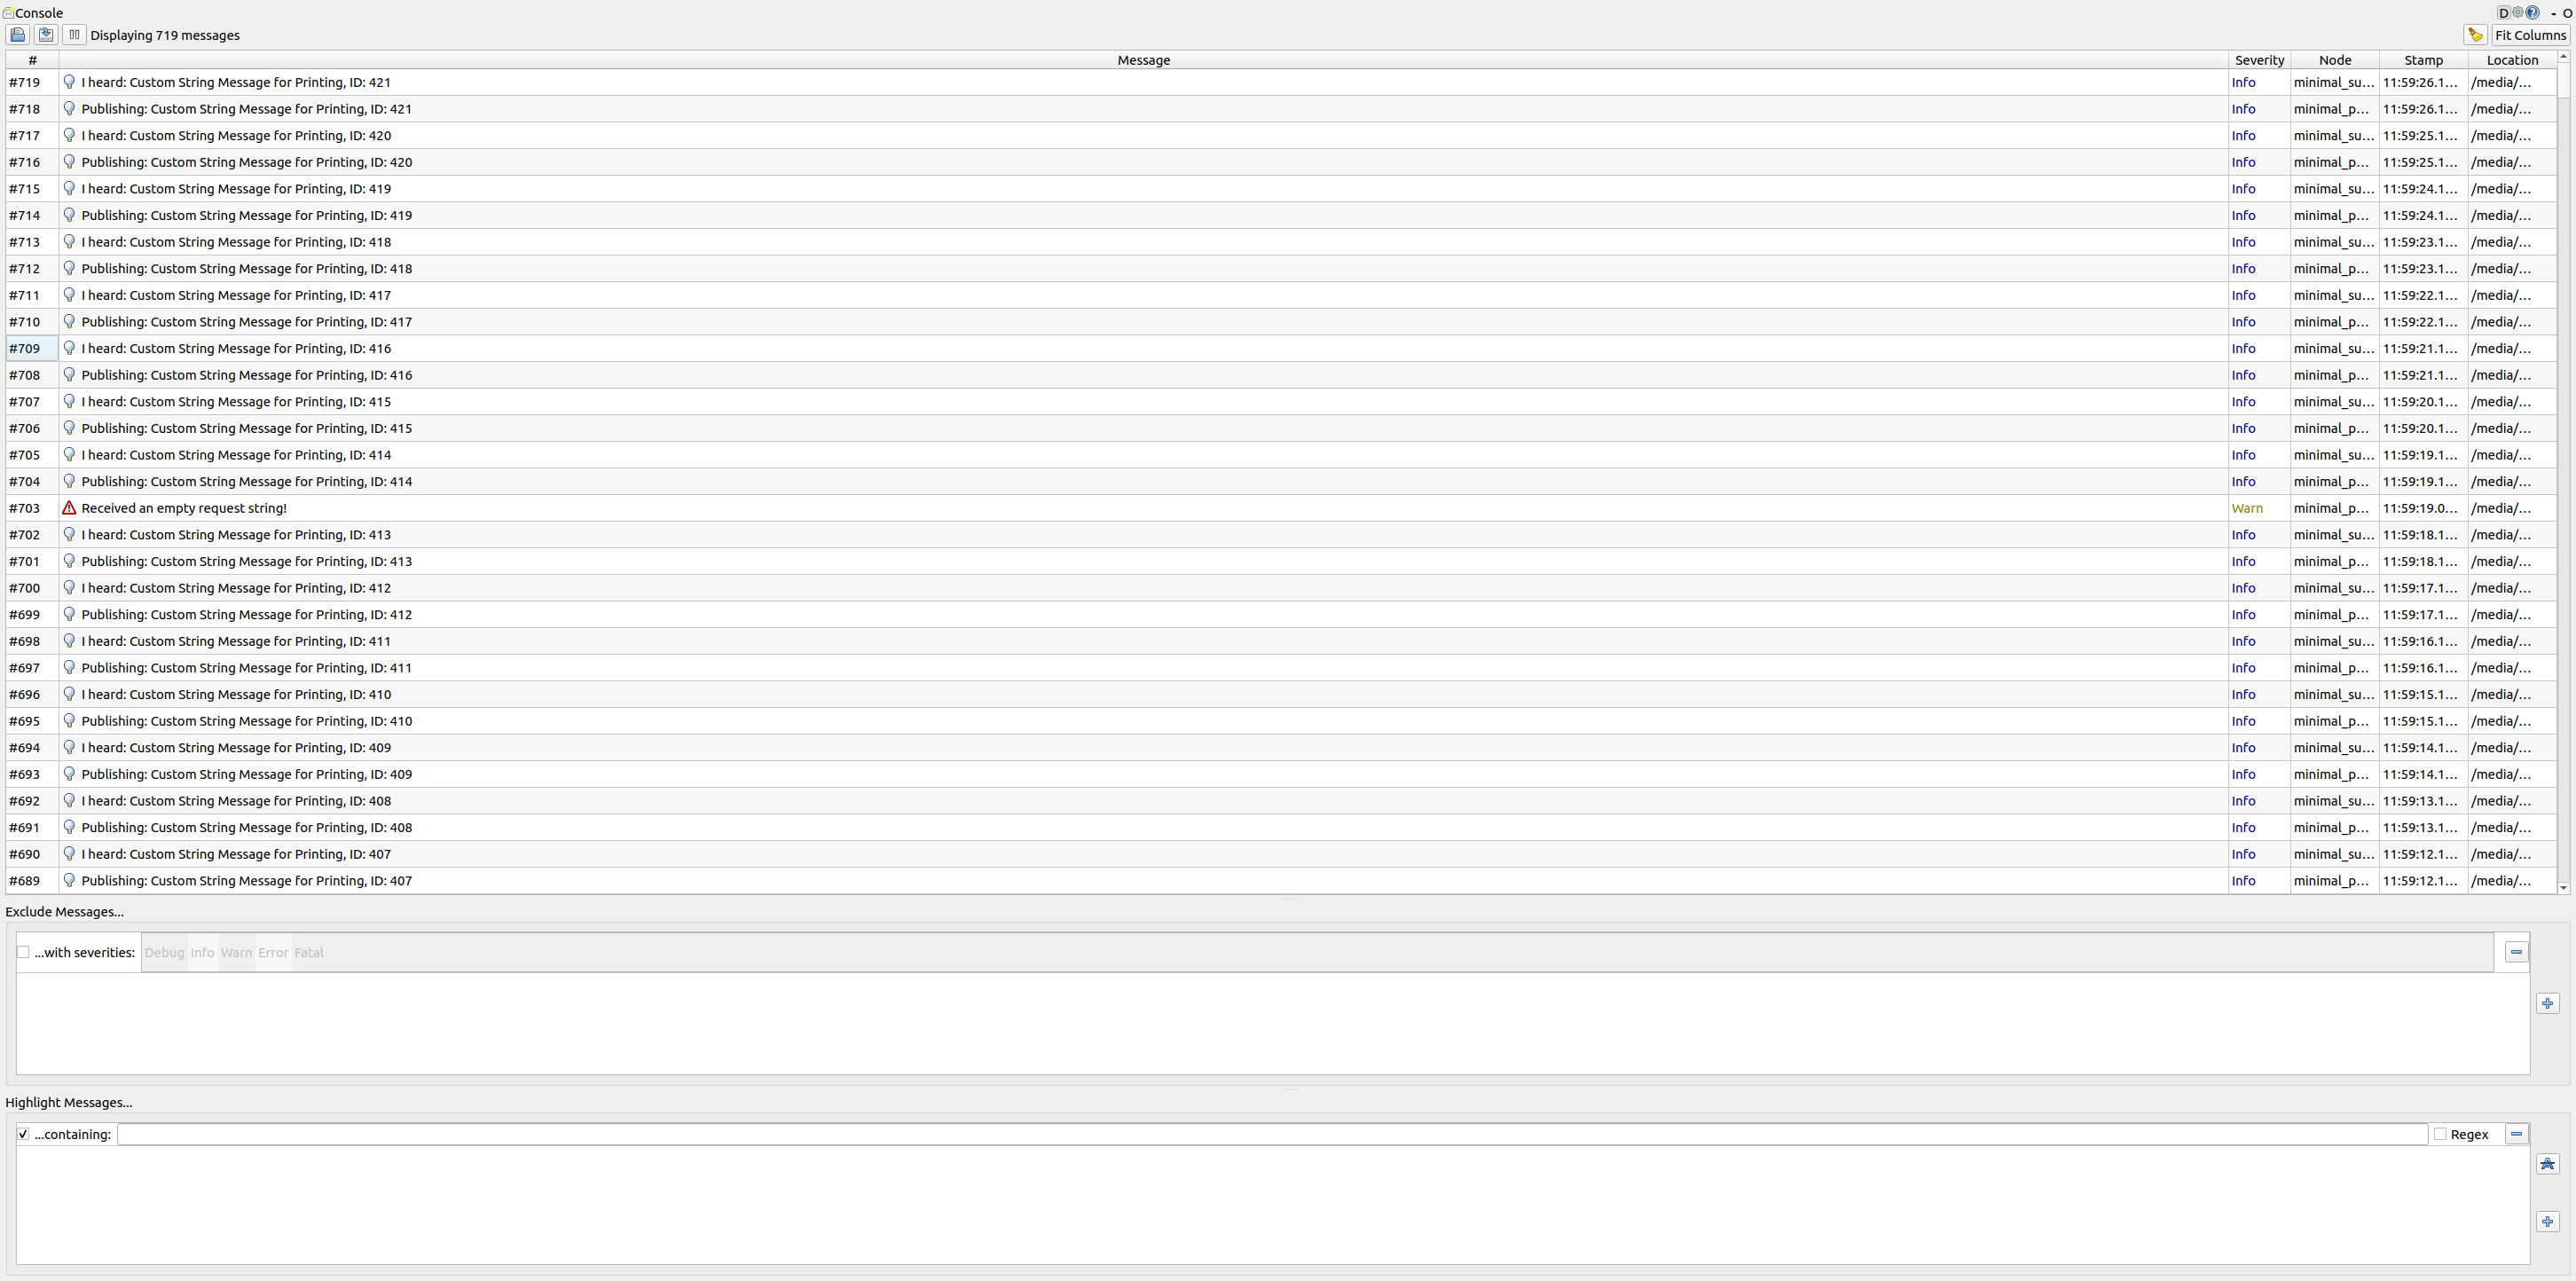 Console D - O
Displaying 719 messages Fit Columns
# Message Severity Node Stamp Location
#719 I heard: Custom String Message for Printing, ID: 421 Info minimal_su... 11:59:26.1... /media/...
#718 Publishing: Custom String Message for Printing, ID: 421 Info minimal_p... 11:59:26.1... /media/...
#717 I heard: Custom String Message for Printing, ID: 420 Info minimal_su... 11:59:25.1... /media/...
#716 Publishing: Custom String Message for Printing, ID: 420 Info minimal_p... 11:59:25.1... /media/...
#715 I heard: Custom String Message for Printing, ID: 419 Info minimal_su... 11:59:24.1... /media/...
#714 Publishing: Custom String Message for Printing, ID: 419 Info minimal_p... 11:59:24.1... /media/...
#713 I heard: Custom String Message for Printing, ID: 418 Info minimal_su... 11:59:23.1... /media/...
#712 Publishing: Custom String Message for Printing, ID: 418 Info minimal_p... 11:59:23.1... /media/...
#711 I heard: Custom String Message for Printing, ID: 417 Info minimal_su... 11:59:22.1... /media/...
#710 Publishing: Custom String Message for Printing, ID: 417 Info minimal_p... 11:59:22.1... /media/...
#709 I heard: Custom String Message for Printing, ID: 416 Info minimal_su... 11:59:21.1... /media/...
#708 Publishing: Custom String Message for Printing, ID: 416 Info minimal_p... 11:59:21.1... /media/...
#707 I heard: Custom String Message for Printing, ID: 415 Info minimal_su... 11:59:20.1... /media/...
#706 Publishing: Custom String Message for Printing, ID: 415 Info minimal_p... 11:59:20.1... /media/...
#705 I heard: Custom String Message for Printing, ID: 414 Info minimal_su... 11:59:19.1... /media/...
#704 Publishing: Custom String Message for Printing, ID: 414 Info minimal_p... 11:59:19.1... /media/...
#703 Received an empty request string! Warn minimal_p... 11:59:19.0... /media/...
#702 I heard: Custom String Message for Printing, ID: 413 Info minimal_su... 11:59:18.1... /media/...
#701 Publishing: Custom String Message for Printing, ID: 413 Info minimal_p... 11:59:18.1... /media/...
#700 I heard: Custom String Message for Printing, ID: 412 Info minimal_su... 11:59:17.1... /media/...
#699 Publishing: Custom String Message for Printing, ID: 412 Info minimal_p... 11:59:17.1... /media/...
#698 I heard: Custom String Message for Printing, ID: 411 Info minimal_su... 11:59:16.1... /media/...
#697 Publishing: Custom String Message for Printing, ID: 411 Info minimal_p... 11:59:16.1... /media/...
#696 I heard: Custom String Message for Printing, ID: 410 Info minimal_su... 11:59:15.1... /media/...
#695 Publishing: Custom String Message for Printing, ID: 410 Info minimal_p... 11:59:15.1... /media/...
#694 I heard: Custom String Message for Printing, ID: 409 Info minimal_su... 11:59:14.1... /media/...
#693 Publishing: Custom String Message for Printing, ID: 409 Info minimal_p... 11:59:14.1... /media/...
#692 I heard: Custom String Message for Printing, ID: 408 Info minimal_su... 11:59:13.1... /media/...
#691 Publishing: Custom String Message for Printing, ID: 408 Info minimal_p... 11:59:13.1... /media/...
#690 I heard: Custom String Message for Printing, ID: 407 Info minimal_su... 11:59:12.1... /media/...
#689 Publishing: Custom String Message for Printing, ID: 407 Info minimal_p... 11:59:12.1... /media/...
Exclude Messages...
...with severities: Debug Info Warn Error Fatal
Highlight Messages...
...containing: Regex